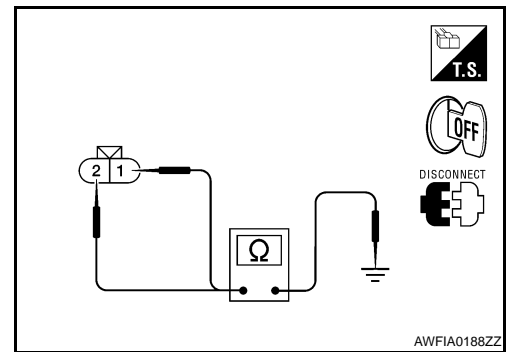 T.S.
OFF
DISCONNECT
2 1
Ω
AWFIA0188ZZ